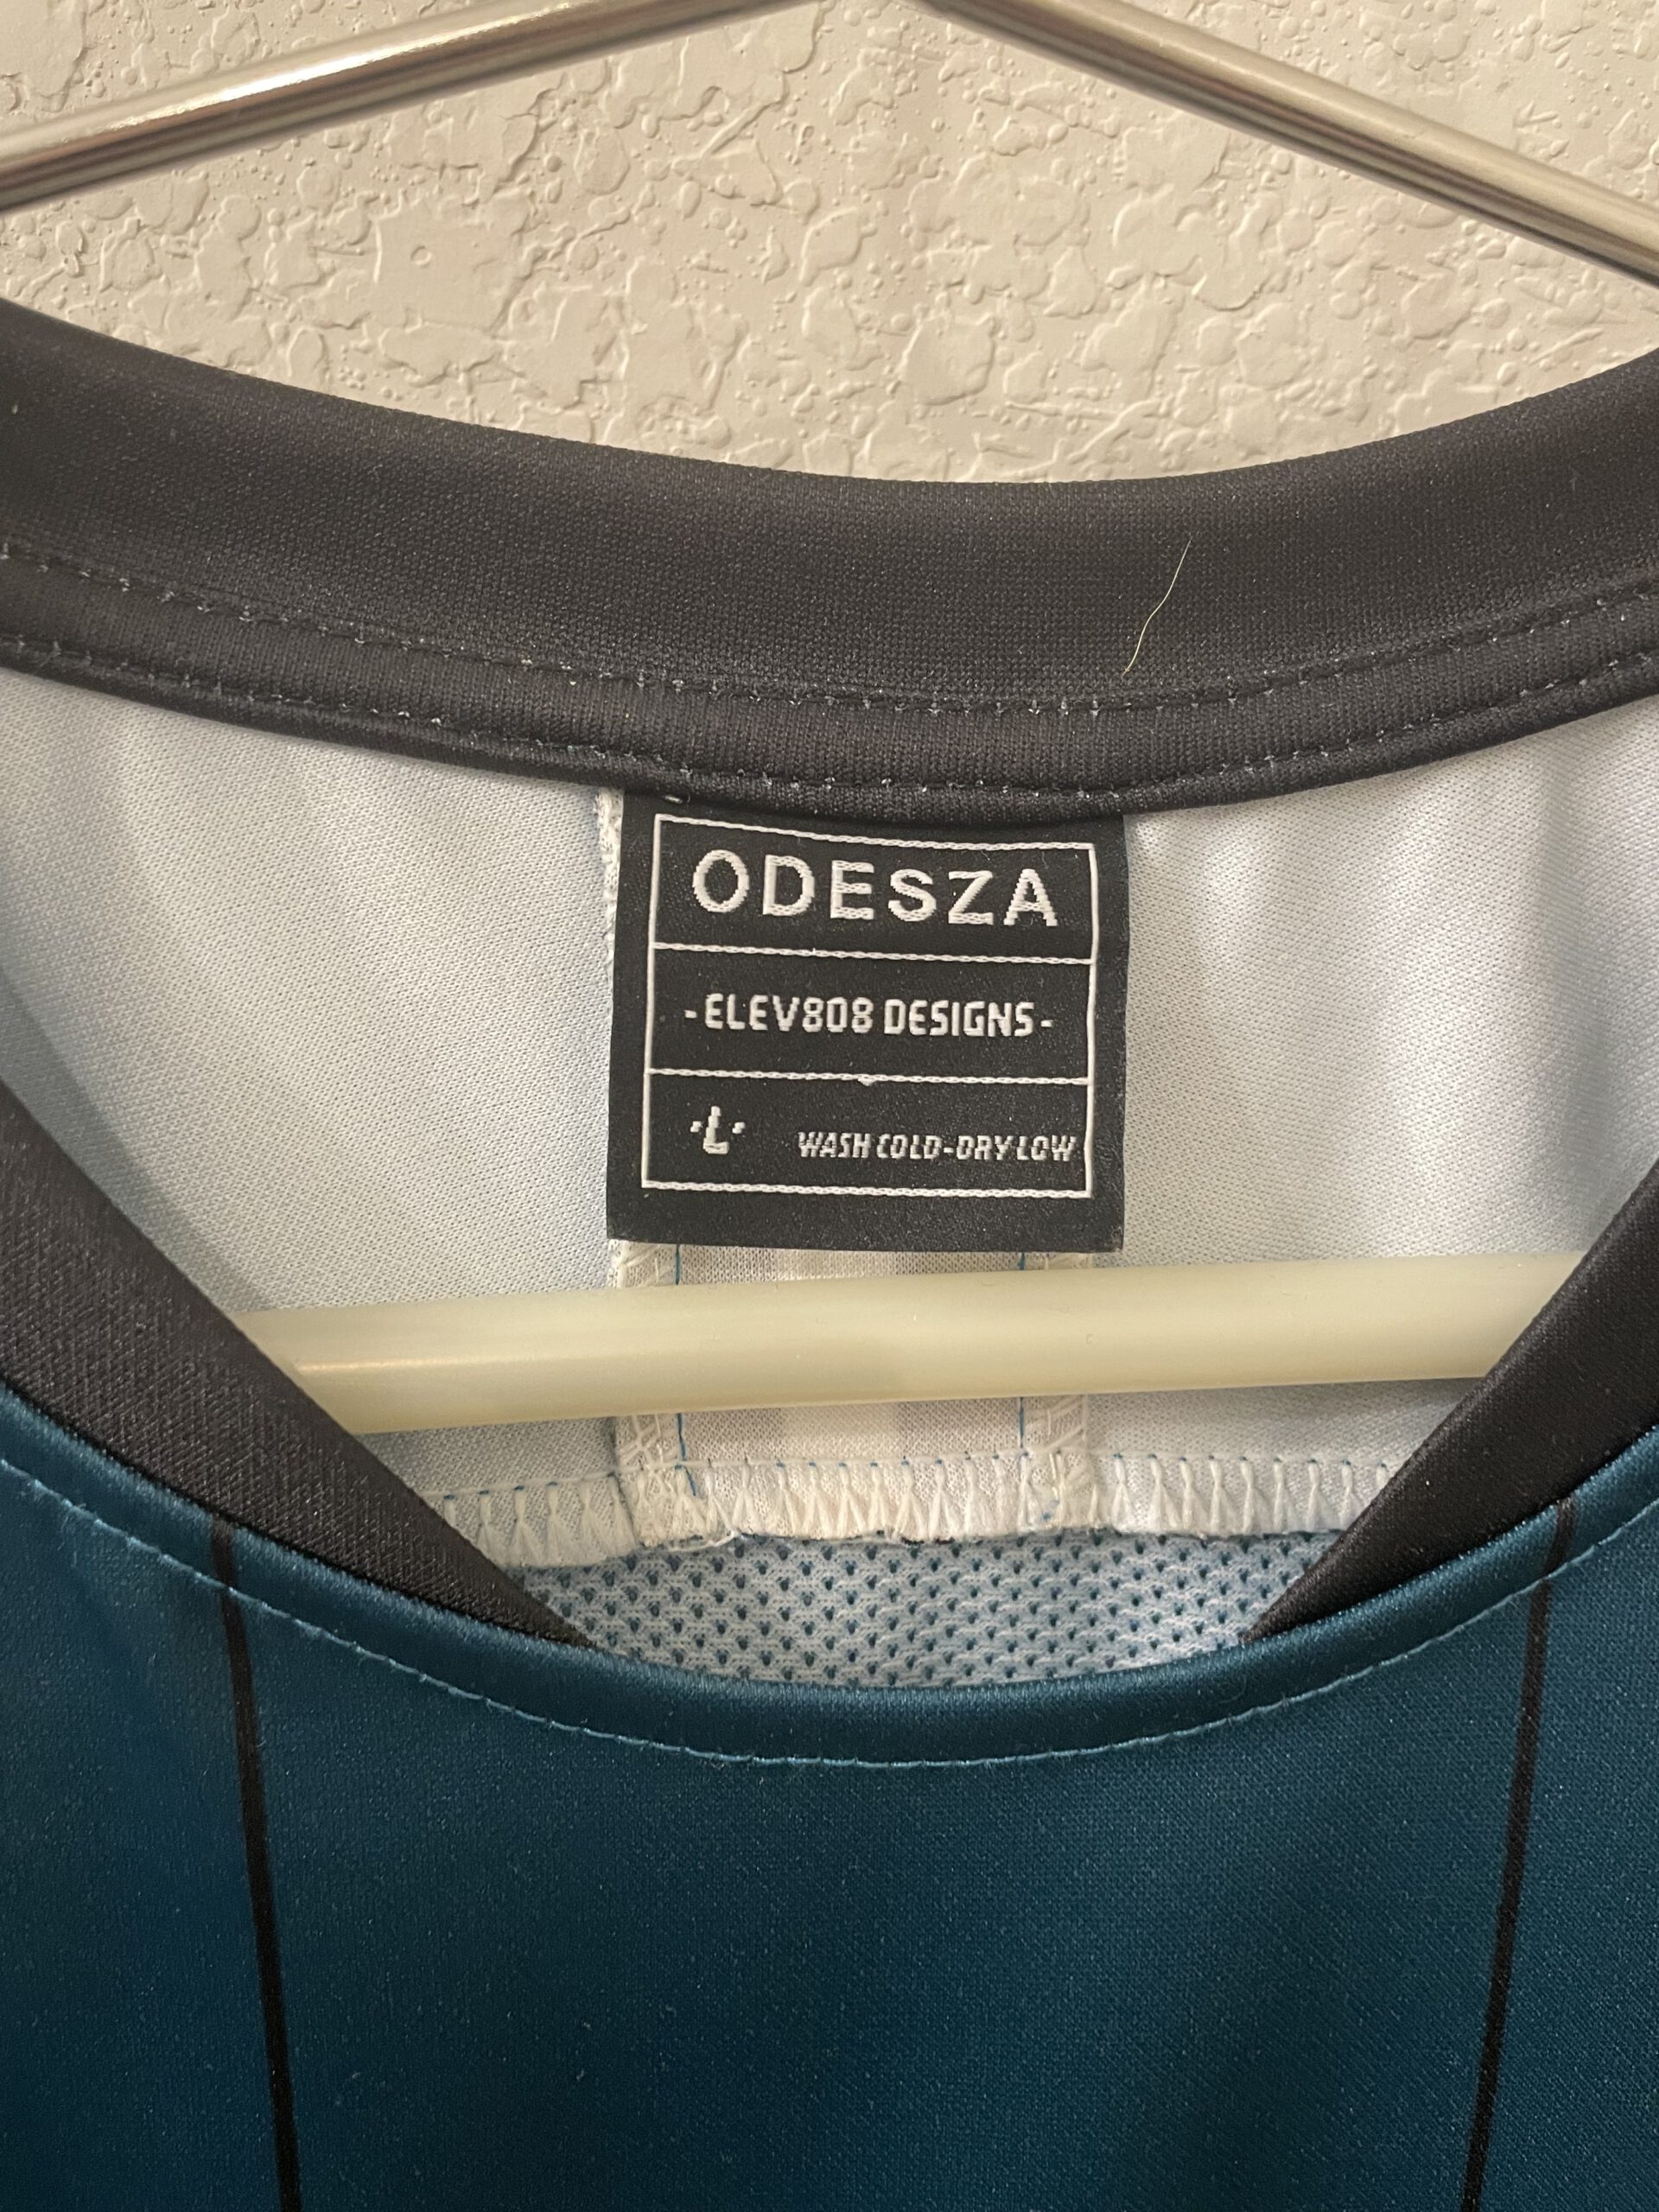 ODESZA
-ELEV808 DESIGNS-
·L· WASH COLD-DRY LOW